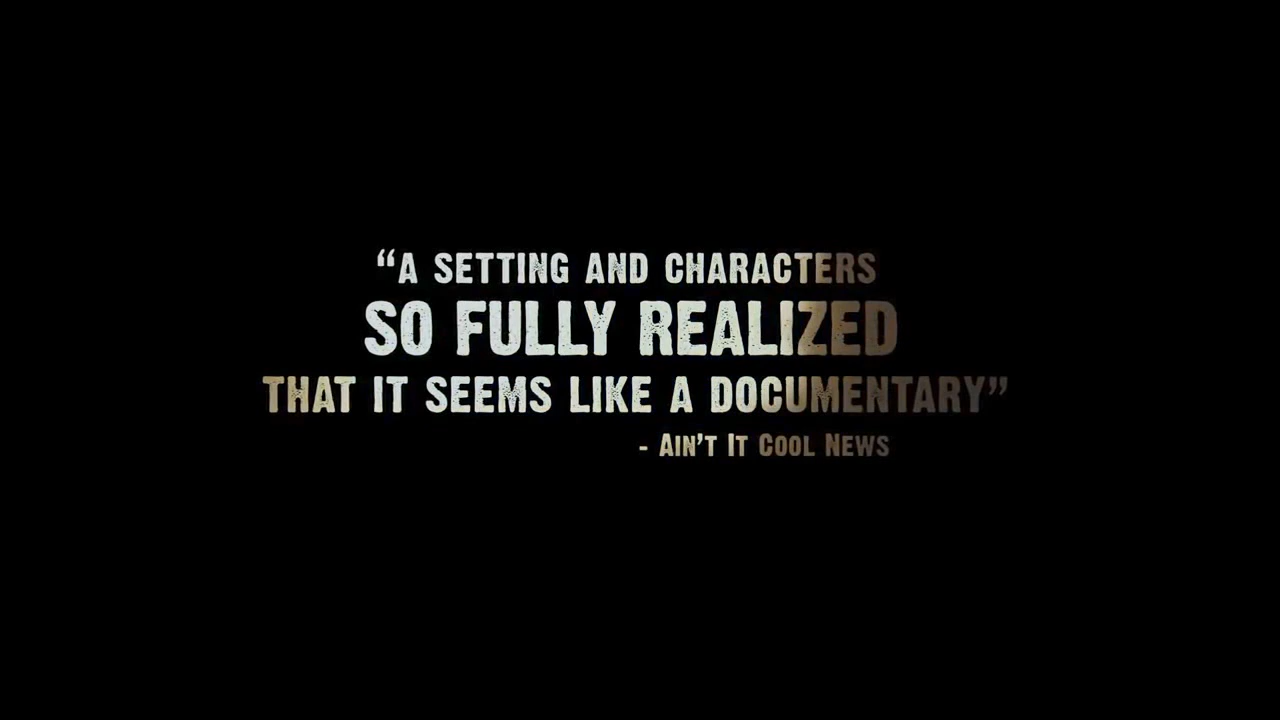 “A SETTING AND CHARACTERS
SO FULLY REALIZED
THAT IT SEEMS LIKE A DOCUMENTARY”
- AIN’T IT COOL NEWS